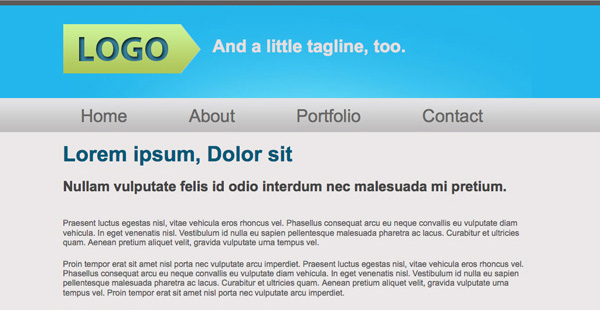 LOGO
And a little tagline, too.
Home About Portfolio Contact
Lorem ipsum, Dolor sit
Nullam vulputate felis id odio interdum nec malesuada mi pretium.
Praesent luctus egestas nisl, vitae vehicula eros rhoncus vel. Phasellus consequat arcu eu neque convallis eu vulputate diam
vehicula. In eget venenatis nisl. Vestibulum id nulla eu sapien pellentesque malesuada pharetra ac lacus. Curabitur et ultricies
quam. Aenean pretium aliquet velit, gravida vulputate urna tempus vel.
Proin tempor erat sit amet nisl porta nec vulputate arcu imperdiet. Praesent luctus egestas nisl, vitae vehicula eros rhoncus vel.
Phasellus consequat arcu eu neque convallis eu vulputate diam vehicula. In eget venenatis nisl. Vestibulum id nulla eu sapien
pellentesque malesuada pharetra ac lacus. Curabitur et ultricies quam. Aenean pretium aliquet velit, gravida vulputate urna
tempus vel. Proin tempor erat sit amet nisl porta nec vulputate arcu imperdiet.